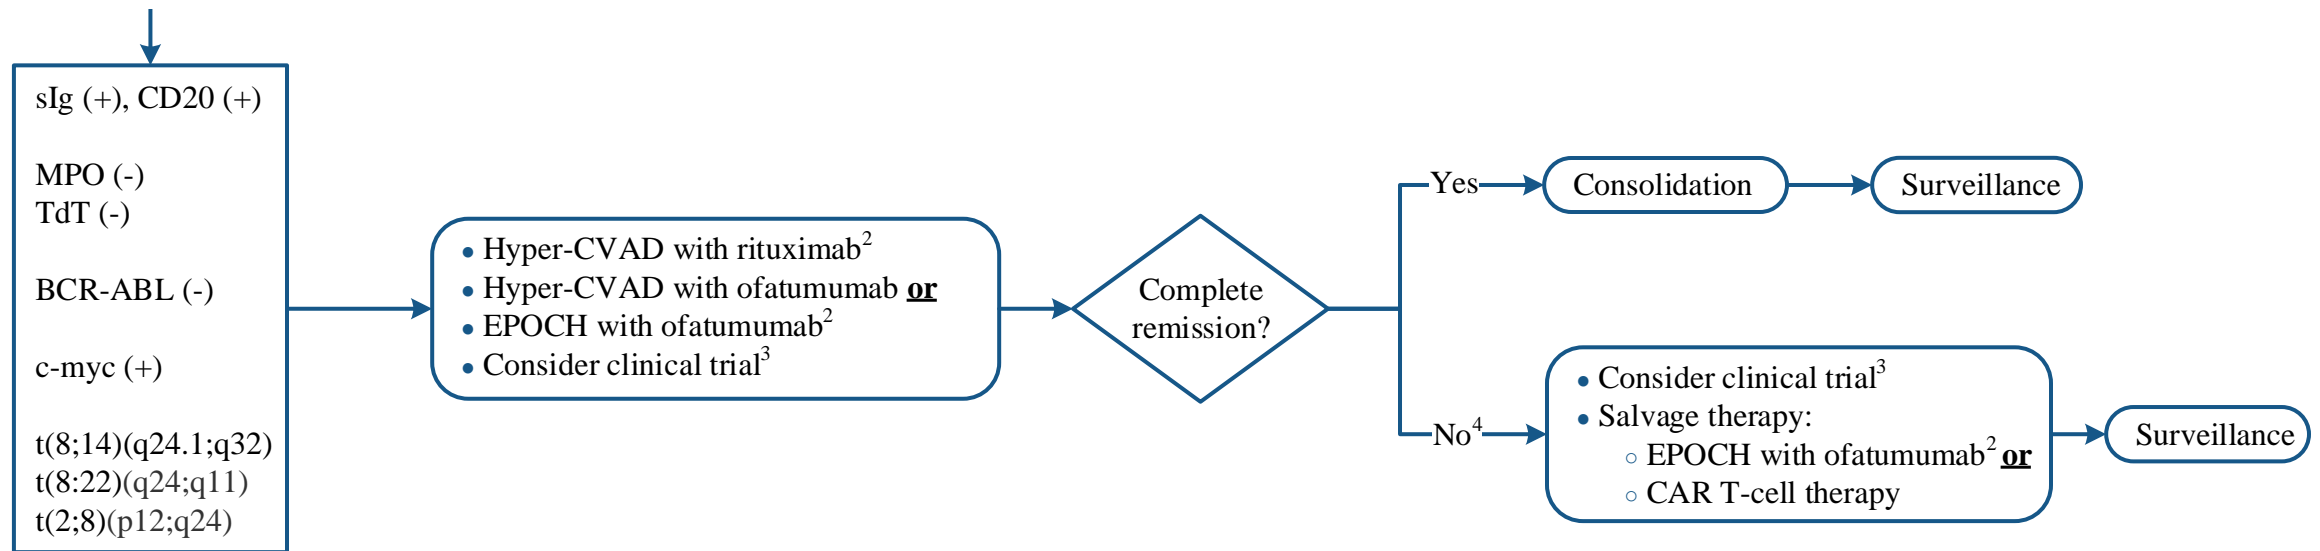 sIg (+), CD20 (+)
MPO (-)
TdT (-)
BCR-ABL (-)
c-myc (+)
t(8;14)(q24.1;q32)
t(8:22)(q24;q11)
t(2;8)(p12;q24)
• Hyper-CVAD with rituximab²
• Hyper-CVAD with ofatumumab or
• EPOCH with ofatumumab²
• Consider clinical trial³
Complete
remission?
Yes
Consolidation
Surveillance
No⁴
• Consider clinical trial³
• Salvage therapy:
○ EPOCH with ofatumumab² or
○ CAR T-cell therapy
Surveillance